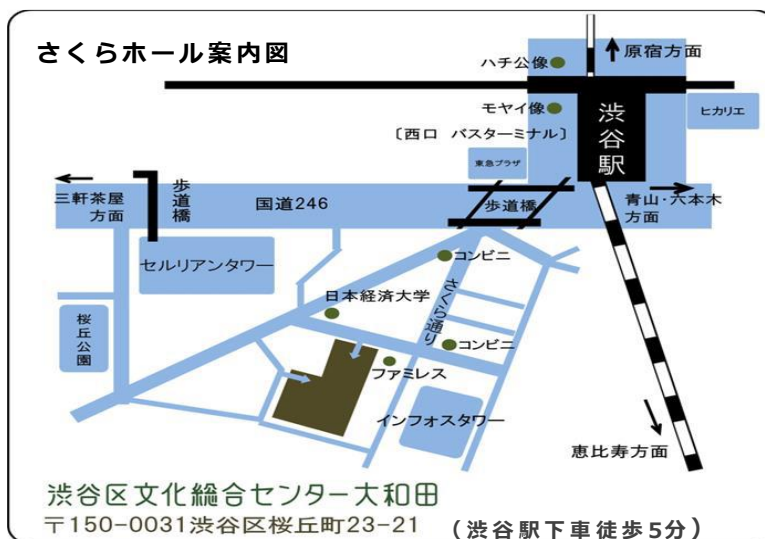 さくらホール案内図
原宿方面
ハチ公像
モヤイ像
渋谷駅
ヒカリエ
〔西口 バスターミナル〕
東急プラザ
三軒茶屋
方面
歩道橋
国道246
歩道橋
青山・六本木
方面
セルリアンタワー
コンビニ
日本経済大学
さくら通り
桜丘公園
コンビニ
ファミレス
インフォスタワー
恵比寿方面
渋谷区文化総合センター大和田
〒150-0031渋谷区桜丘町23-21 (渋谷駅下車徒歩5分)